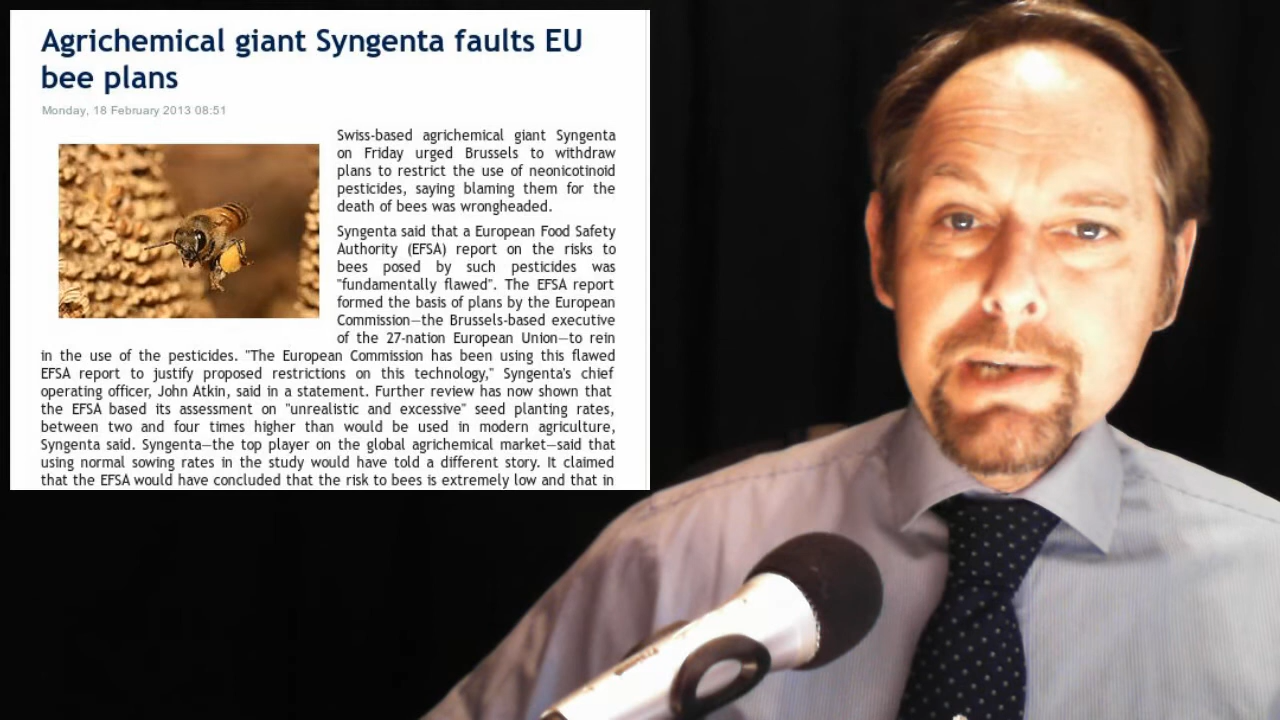 Agrichemical giant Syngenta faults EU
bee plans
Monday, 18 February 2013 08:51
Swiss-based agrichemical giant Syngenta
on Friday urged Brussels to withdraw
plans to restrict the use of neonicotinoid
pesticides, saying blaming them for the
death of bees was wrongheaded.
Syngenta said that a European Food Safety
Authority (EFSA) report on the risks to
bees posed by such pesticides was
"fundamentally flawed". The EFSA report
formed the basis of plans by the European
Commission—the Brussels-based executive
of the 27-nation European Union—to rein
in the use of the pesticides. "The European Commission has been using this flawed
EFSA report to justify proposed restrictions on this technology," Syngenta's chief
operating officer, John Atkin, said in a statement. Further review has now shown that
the EFSA based its assessment on "unrealistic and excessive" seed planting rates,
between two and four times higher than would be used in modern agriculture,
Syngenta said. Syngenta—the top player on the global agrichemical market—said that
using normal sowing rates in the study would have told a different story. It claimed
that the EFSA would have concluded that the risk to bees is extremely low and that in